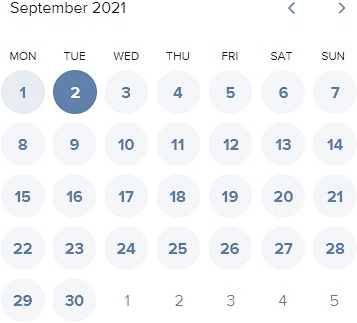 September 2021
MON TUE WED THU FRI SAT SUN
1 2 3 4 5 6 7
8 9 10 11 12 13 14
15 16 17 18 19 20 21
22 23 24 25 26 27 28
29 30 1 2 3 4 5